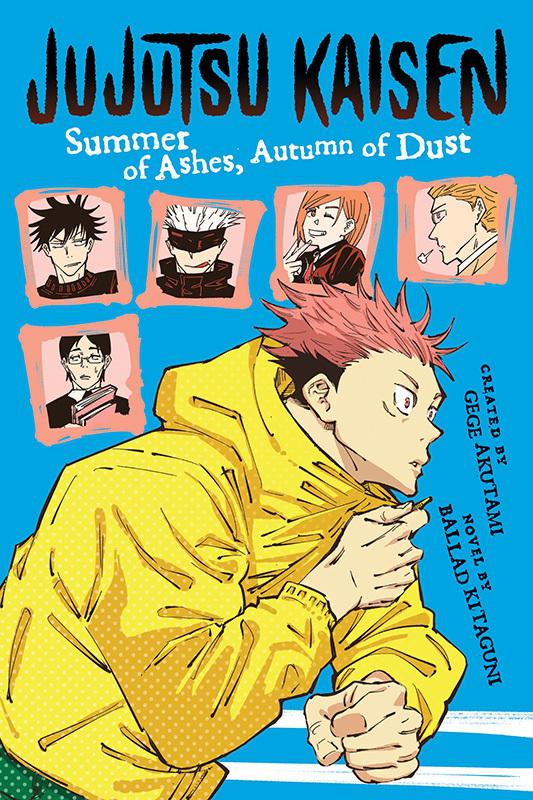 JUJUTSU KAISEN
Summer
of Ashes, Autumn of Dust
CREATED BY
GEGE AKUTAMI
NOVEL BY
BALLAD KITAGUNI